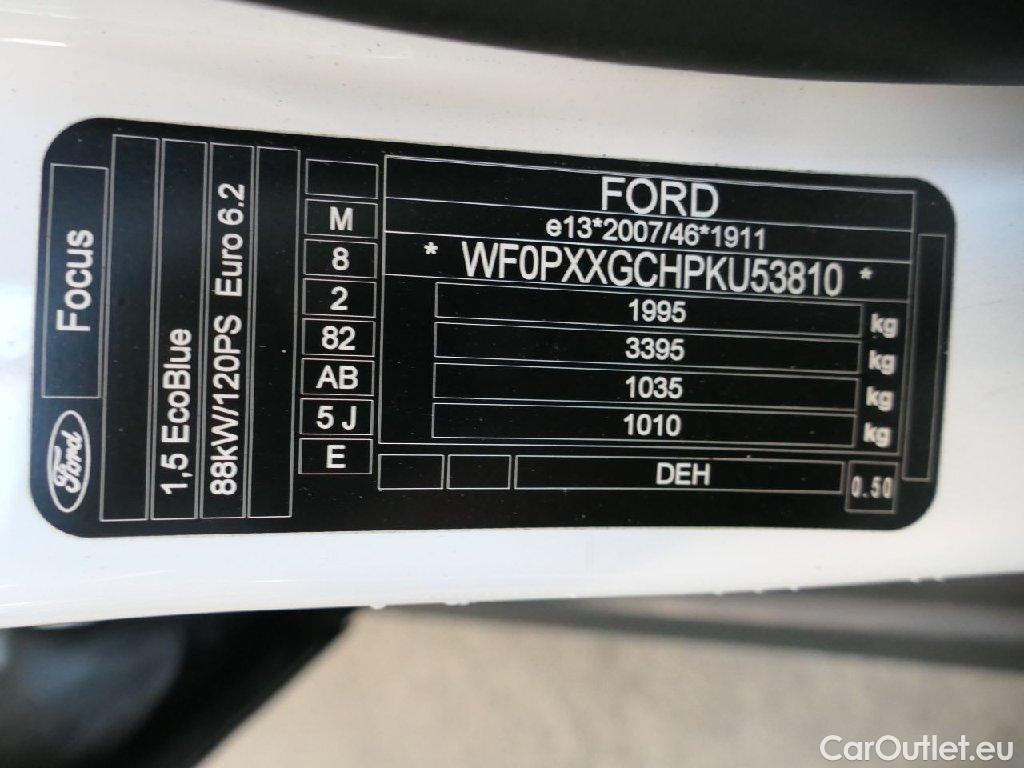 Ford
Focus
1,5 EcoBlue
88kW/120PS Euro 6.2
M
8
2
82
AB
5 J
E
FORD
e13*2007/46*1911
* WF0PXXGCHPKU53810 *
1995 kg
3395 kg
1035 kg
1010 kg
DEH
0.50
CarOutlet.eu